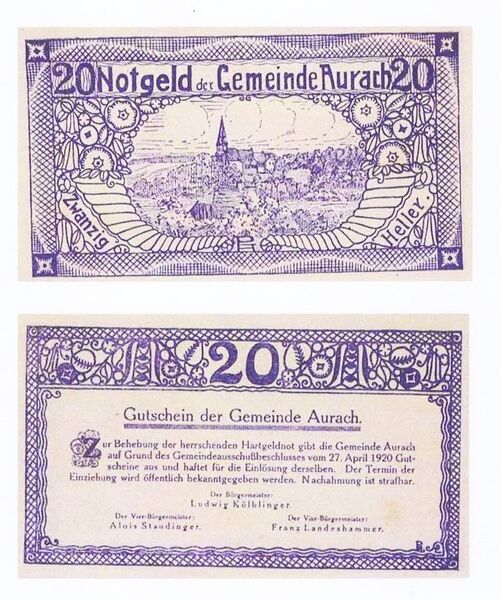 20 Notgeld der Gemeinde Aurach 20
Zwanzig
Heller.
20
Gutschein der Gemeinde Aurach.
Zur Behebung der herrschenden Hartgeldnot gibt die Gemeinde Aurach
auf Grund des Gemeindeausschußbeschlusses vom 27. April 1920 Gut-
scheine aus und haftet für die Einlösung derselben. Der Termin der
Einziehung wird öffentlich bekanntgegeben werden. Nachahmung ist strafbar.
Der Bürgermeister:
Ludwig Kölblinger.
Der Vize-Bürgermeister:
Alois Staudinger.
Der Vize-Bürgermeister:
Franz Landeshammer.